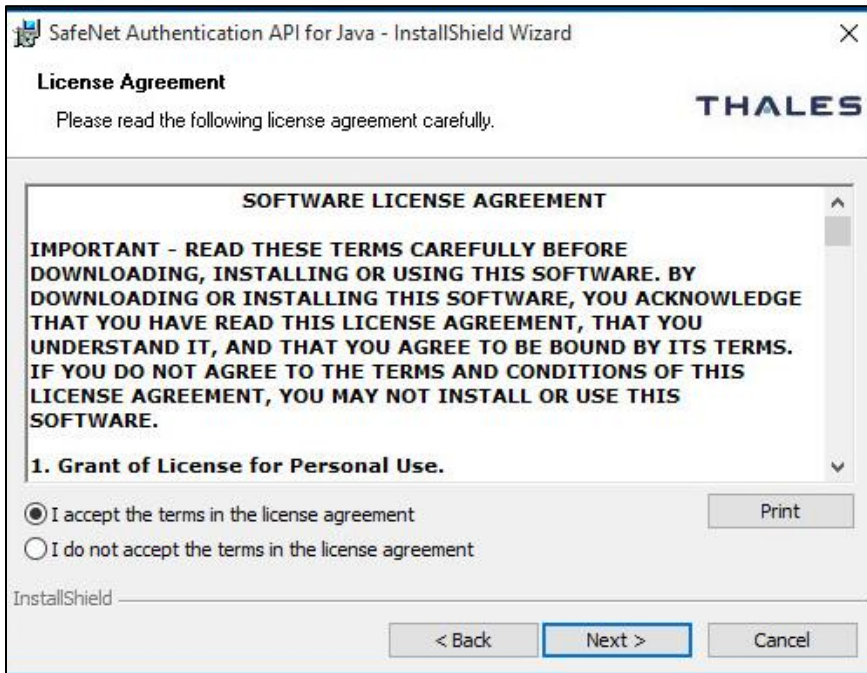 SafeNet Authentication API for Java - InstallShield Wizard
License Agreement
Please read the following license agreement carefully.
THALES
SOFTWARE LICENSE AGREEMENT
IMPORTANT - READ THESE TERMS CAREFULLY BEFORE
DOWNLOADING, INSTALLING OR USING THIS SOFTWARE. BY
DOWNLOADING OR INSTALLING THIS SOFTWARE, YOU ACKNOWLEDGE
THAT YOU HAVE READ THIS LICENSE AGREEMENT, THAT YOU
UNDERSTAND IT, AND THAT YOU AGREE TO BE BOUND BY ITS TERMS.
IF YOU DO NOT AGREE TO THE TERMS AND CONDITIONS OF THIS
LICENSE AGREEMENT, YOU MAY NOT INSTALL OR USE THIS
SOFTWARE.
1. Grant of License for Personal Use.
I accept the terms in the license agreement
Print
I do not accept the terms in the license agreement
InstallShield
< Back
Next >
Cancel